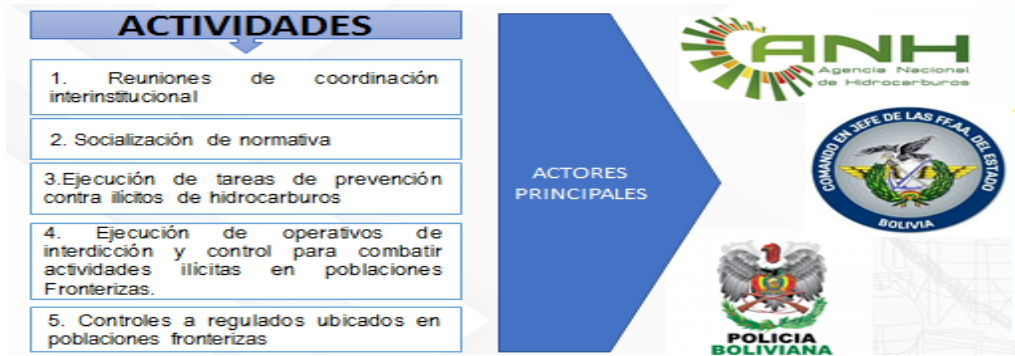 ACTIVIDADES
1. Reuniones de coordinación
interinstitucional
2. Socialización de normativa
3.Ejecución de tareas de prevención
contra ilícitos de hidrocarburos
4. Ejecución de operativos de
interdicción y control para combatir
actividades ilícitas en poblaciones
Fronterizas.
5. Controles a regulados ubicados en
poblaciones fronterizas
ACTORES
PRINCIPALES
ANH
Agencia Nacional
de Hidrocarburos
COMANDO EN JEFE DE LAS FF.AA. DEL ESTADO
BOLIVIA
POLICIA
BOLIVIANA